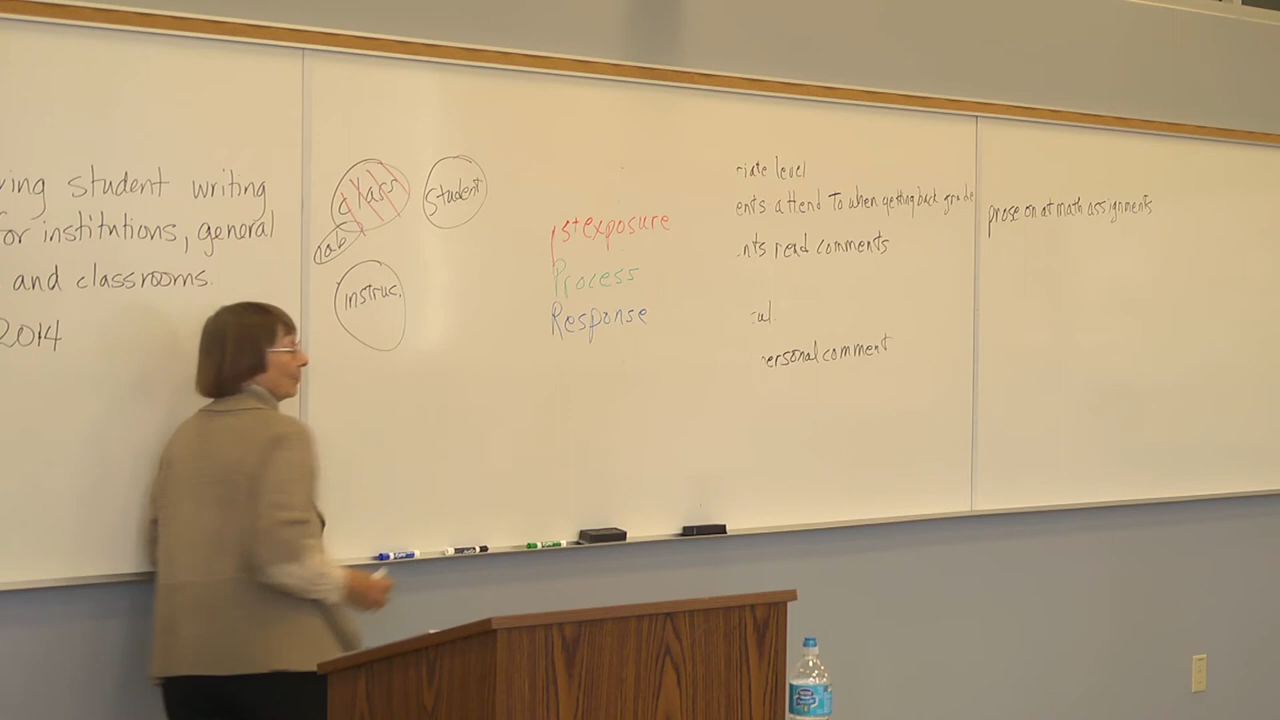 ving student writing
for institutions, general
and classrooms.
2014
class
lab
Student
instruc.
1st exposure
Process
Response
riate level
ents attend To when getting back grade
nts read comments
ul.
ersonal comment
prose on at math assignments